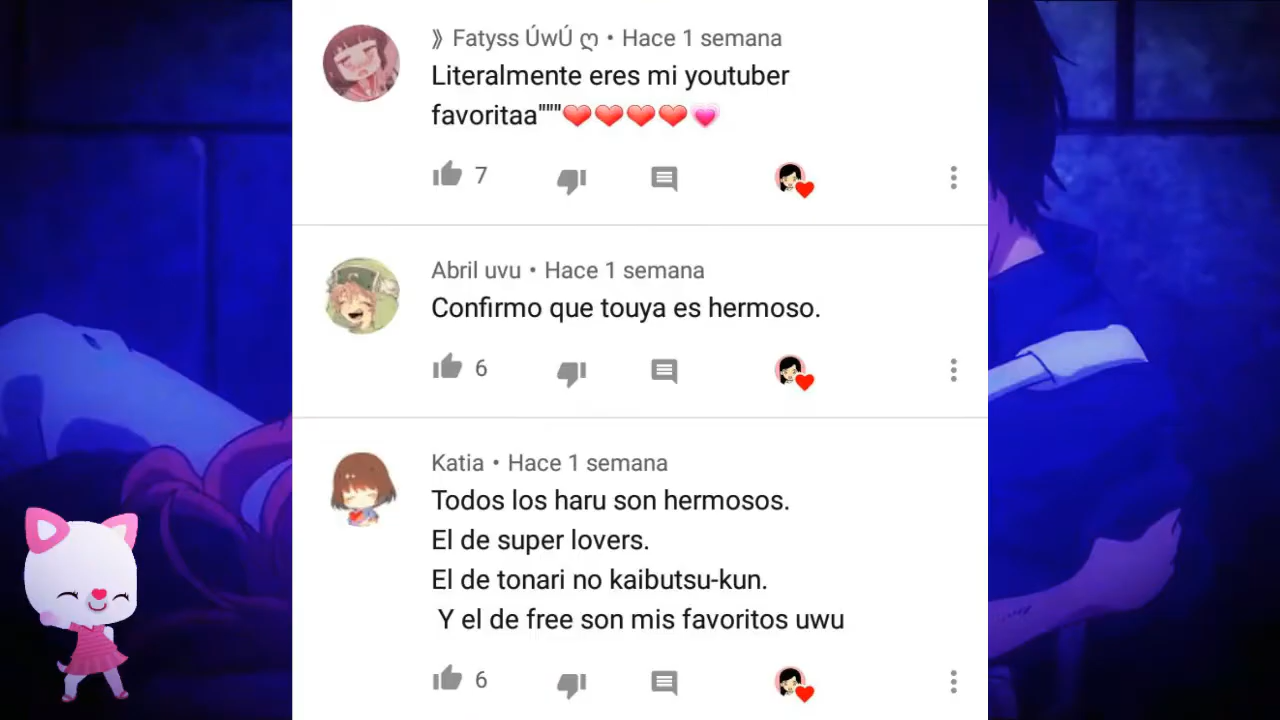 》 Fatyss ÚwÚ ღ • Hace 1 semana
Literalmente eres mi youtuber
favoritaa"""❤❤❤❤💗
7
Abril uvu • Hace 1 semana
Confirmo que touya es hermoso.
6
Katia • Hace 1 semana
Todos los haru son hermosos.
El de super lovers.
El de tonari no kaibutsu-kun.
Y el de free son mis favoritos uwu
6